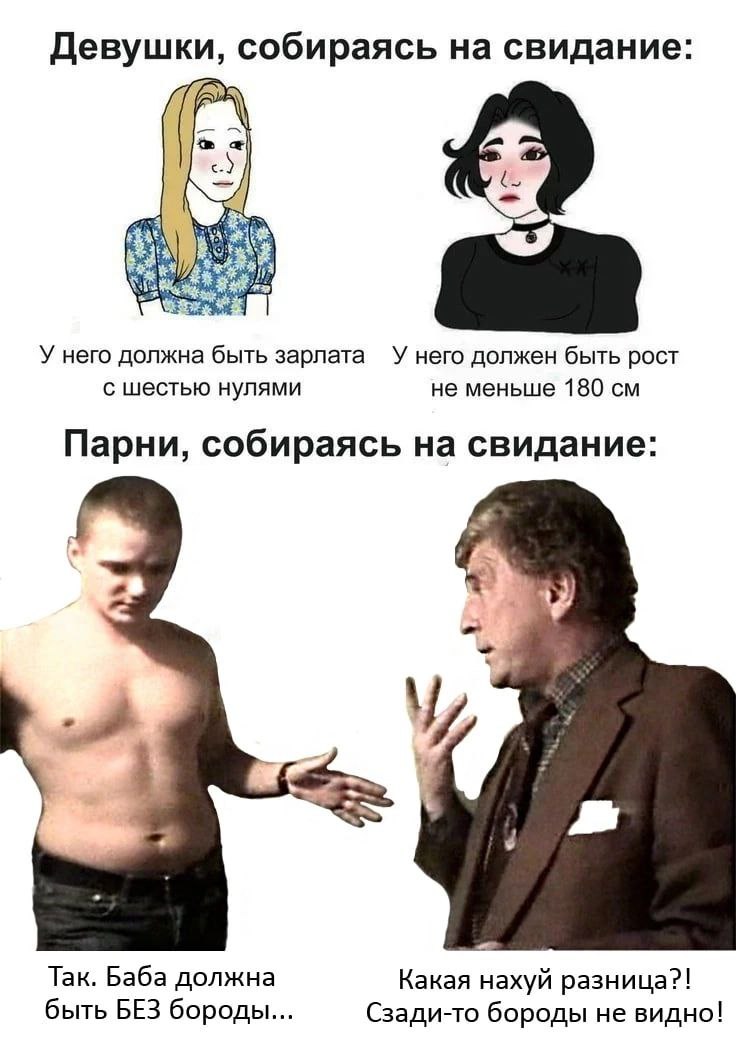 Девушки, собираясь на свидание:
У него должна быть зарлата
с шестью нулями
У него должен быть рост
не меньше 180 см
Парни, собираясь на свидание:
Так. Баба должна
быть БЕЗ бороды...
Какая нахуй разница?!
Сзади-то бороды не видно!